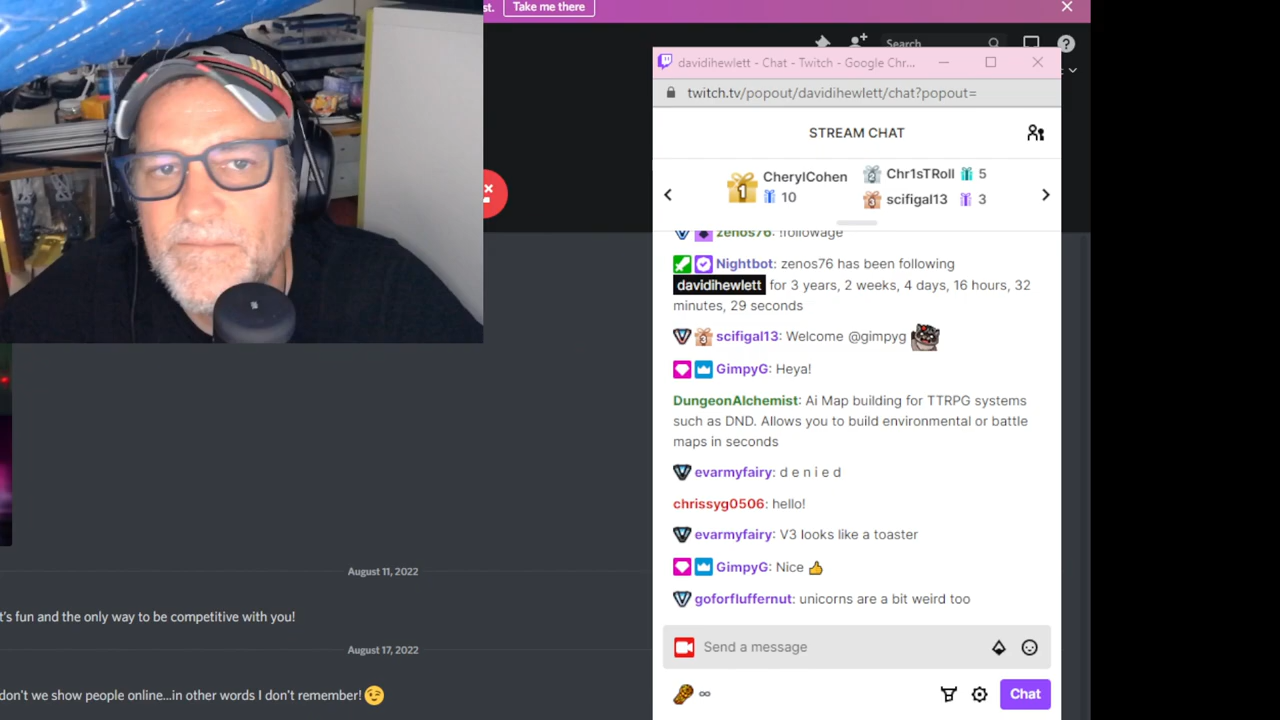 st.
Take me there
Search
davidihewlett - Chat - Twitch - Google Chr...
twitch.tv/popout/davidihewlett/chat?popout=
STREAM CHAT
1 CherylCohen 10
2 Chr1sTRoll 5
3 scifigal13 3
zenos76: !followage
Nightbot: zenos76 has been following
davidihewlett for 3 years, 2 weeks, 4 days, 16 hours, 32
minutes, 29 seconds
3 scifigal13: Welcome @gimpyg
GimpyG: Heya!
DungeonAlchemist: Ai Map building for TTRPG systems
such as DND. Allows you to build environmental or battle
maps in seconds
evarmyfairy: d e n i e d
chrissyg0506: hello!
evarmyfairy: V3 looks like a toaster
GimpyG: Nice 👍
goforfluffernut: unicorns are a bit weird too
Send a message
∞
Chat
August 11, 2022
t's fun and the only way to be competitive with you!
August 17, 2022
don't we show people online...in other words I don't remember! 😉